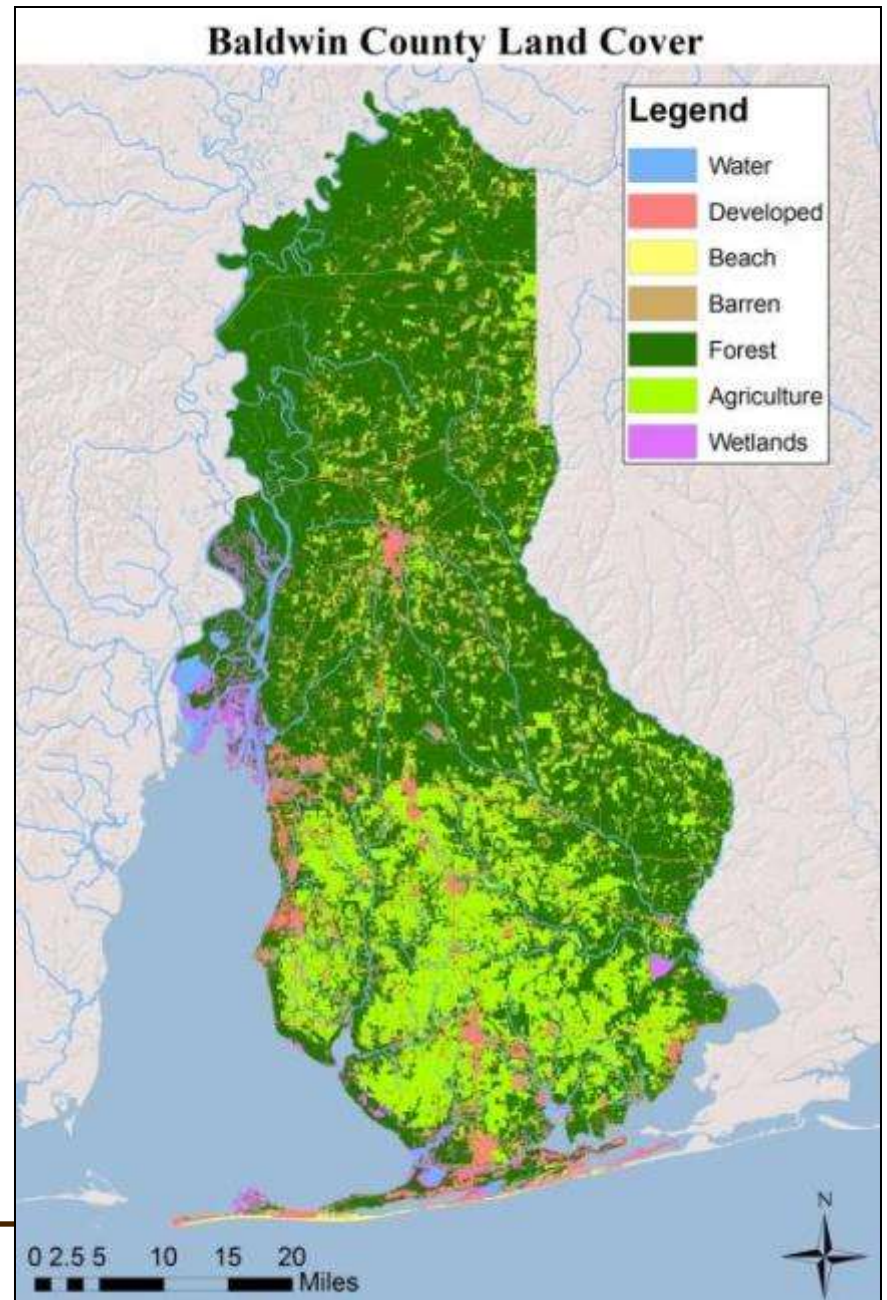 Baldwin County Land Cover
Legend
Water
Developed
Beach
Barren
Forest
Agriculture
Wetlands
N
0 2.5 5 10 15 20
Miles